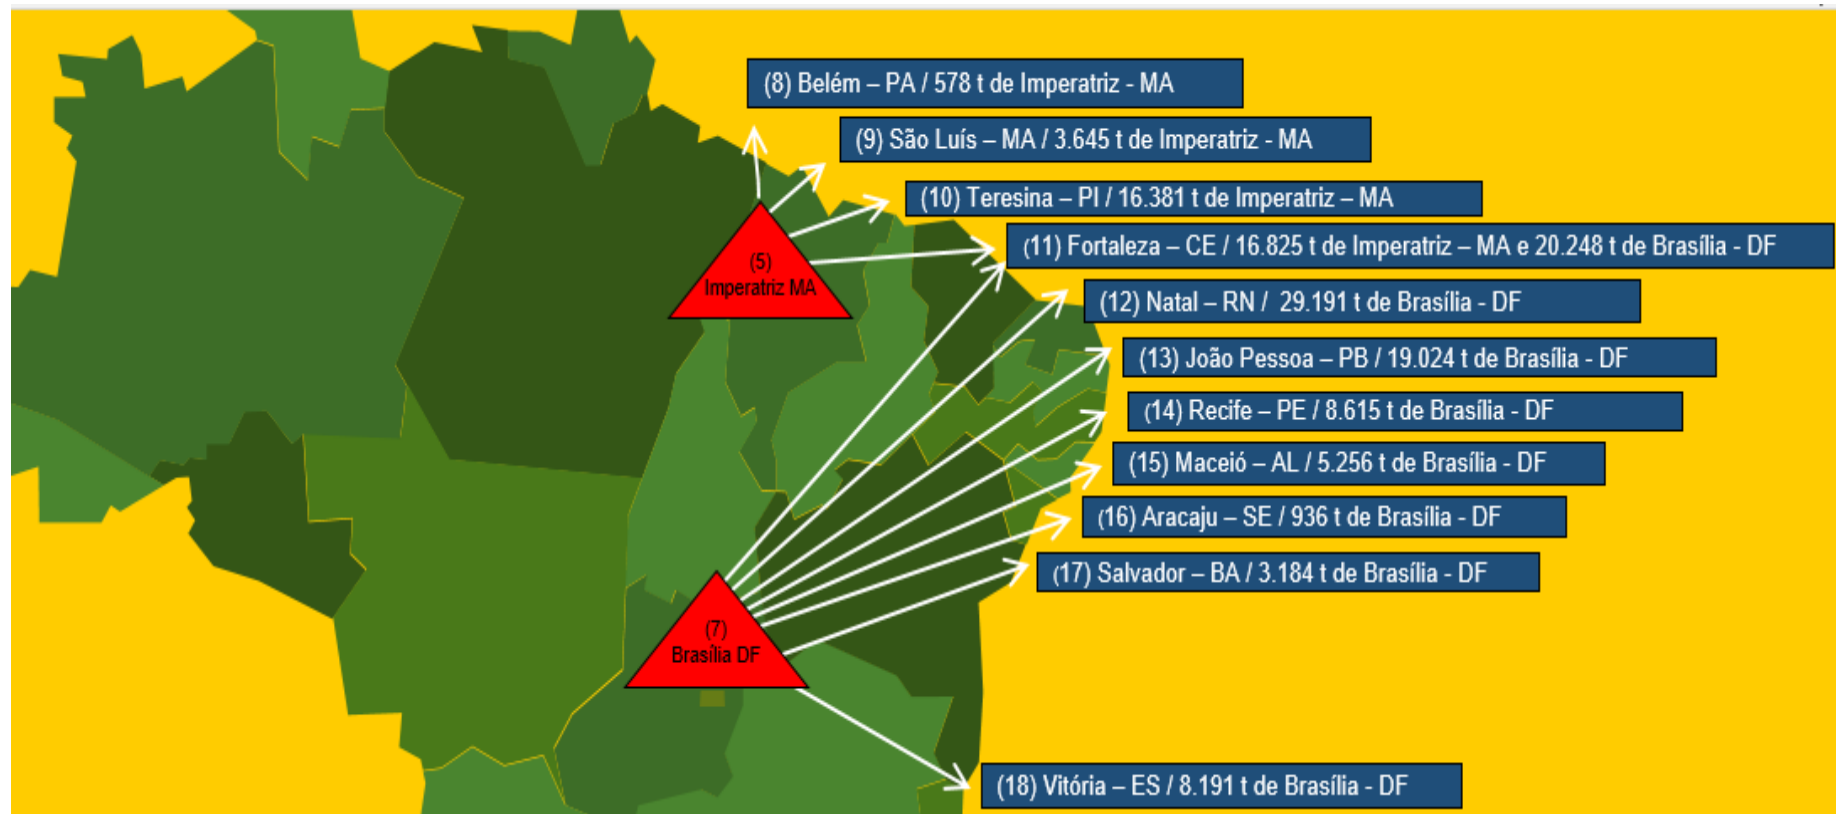 (8) Belém – PA / 578 t de Imperatriz - MA
(9) São Luís – MA / 3.645 t de Imperatriz - MA
(10) Teresina – PI / 16.381 t de Imperatriz – MA
(11) Fortaleza – CE / 16.825 t de Imperatriz – MA e 20.248 t de Brasília - DF
(5)
Imperatriz MA
(12) Natal – RN / 29.191 t de Brasília - DF
(13) João Pessoa – PB / 19.024 t de Brasília - DF
(14) Recife – PE / 8.615 t de Brasília - DF
(15) Maceió – AL / 5.256 t de Brasília - DF
(16) Aracaju – SE / 936 t de Brasília - DF
(17) Salvador – BA / 3.184 t de Brasília - DF
(7)
Brasília DF
(18) Vitória – ES / 8.191 t de Brasília - DF